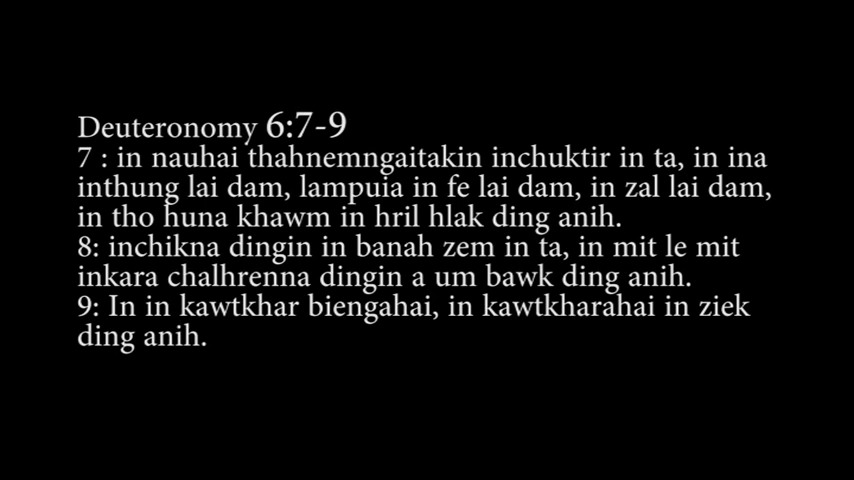 Deuteronomy 6:7-9
7 : in nauhai thahnemngaitakin inchuktir in ta, in ina
inthung lai dam, lampuia in fe lai dam, in zal lai dam,
in tho huna khawm in hril hlak ding anih.
8: inchikna dingin in banah zem in ta, in mit le mit
inkara chalhrenna dingin a um bawk ding anih.
9: In in kawtkhar biengahai, in kawtkharahai in ziek
ding anih.